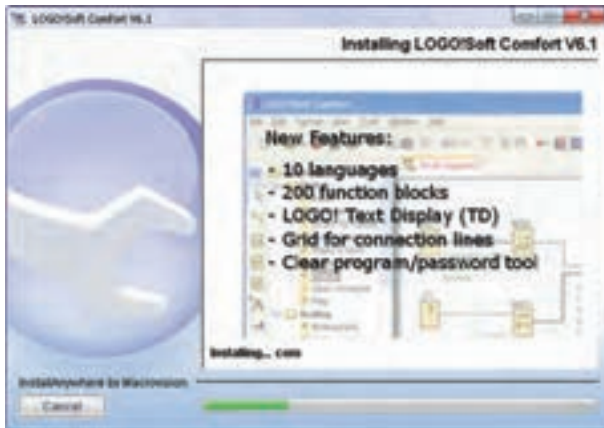 LOGO!Soft Comfort V6.1
Installing LOGO!Soft Comfort V6.1
New Features:
- 10 languages
- 200 function blocks
- LOGO! Text Display (TD)
- Grid for connection lines
- Clear program/password tool
Installing... com
InstallAnywhere by Macrovision
Cancel